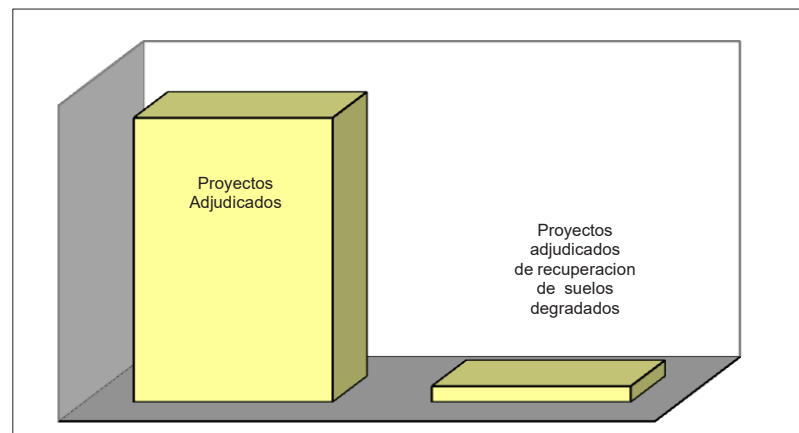 Proyectos
Adjudicados
Proyectos
adjudicados
de recuperacion
de suelos
degradados